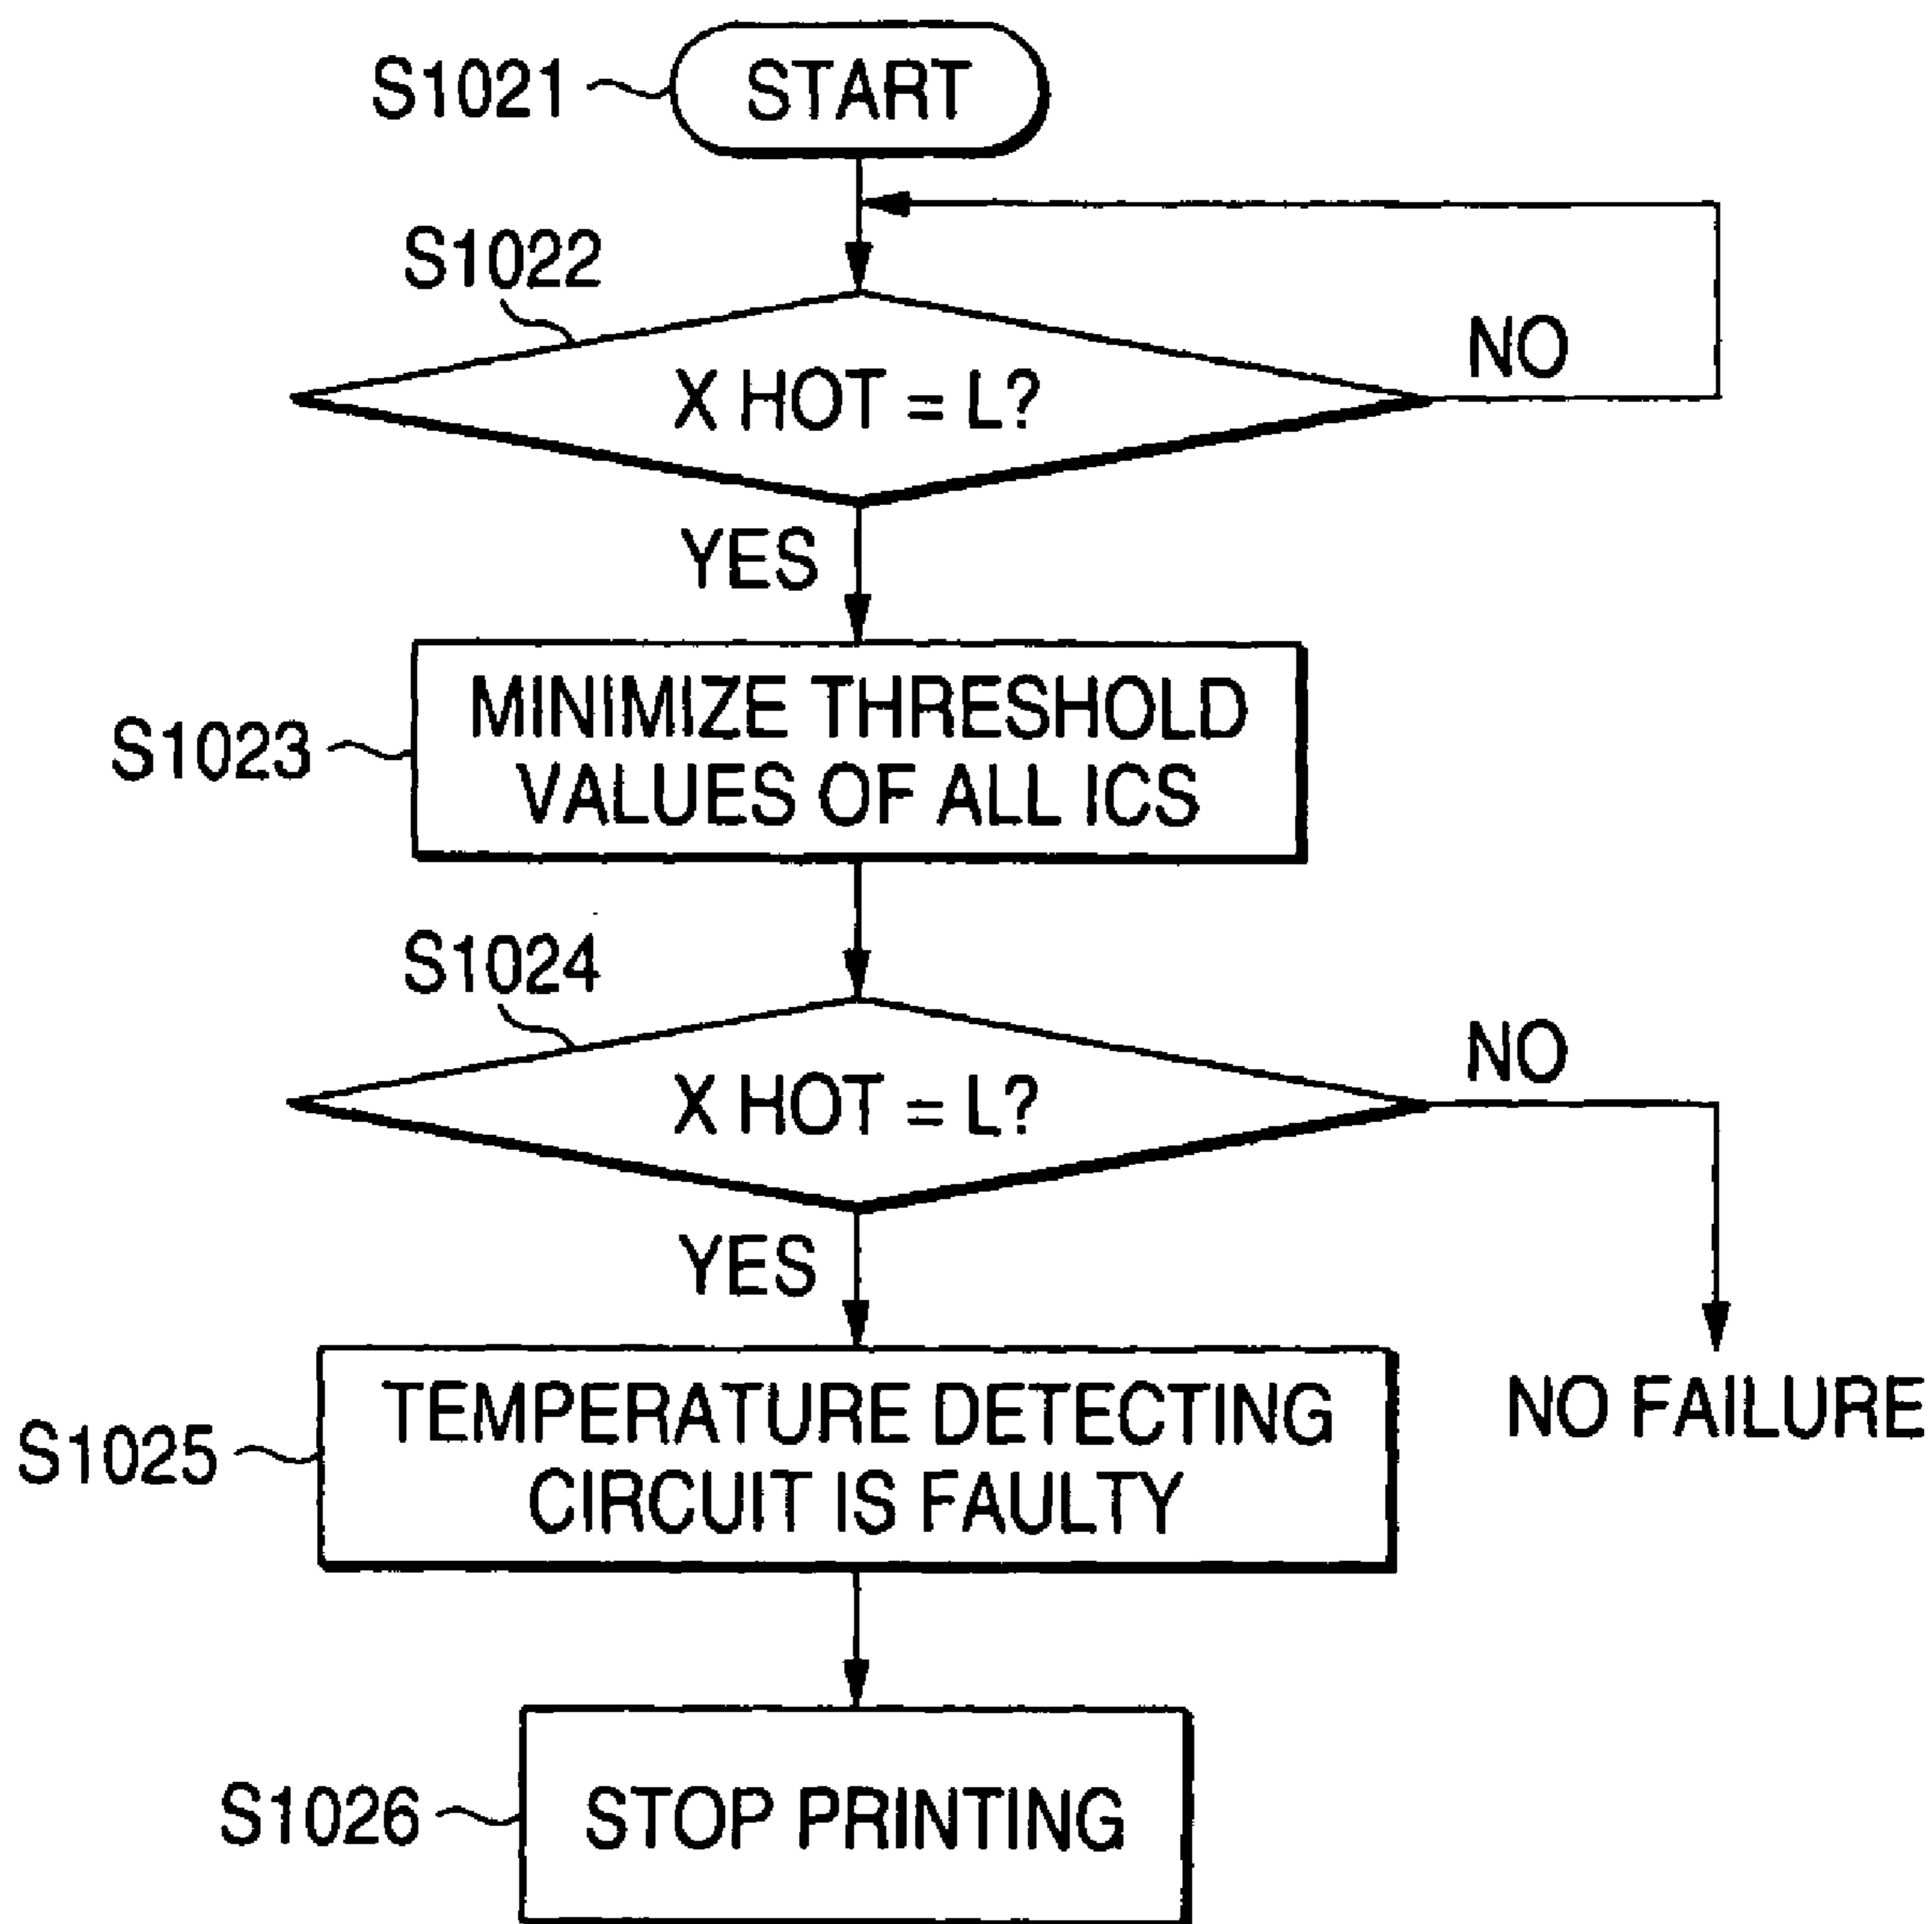 S1021
START
S1022
X HOT = L?
NO
YES
S1023
MINIMIZE THRESHOLD
VALUES OF ALL ICS
S1024
X HOT = L?
NO
YES
S1025
TEMPERATURE DETECTING
CIRCUIT IS FAULTY
NO FAILURE
S1026
STOP PRINTING